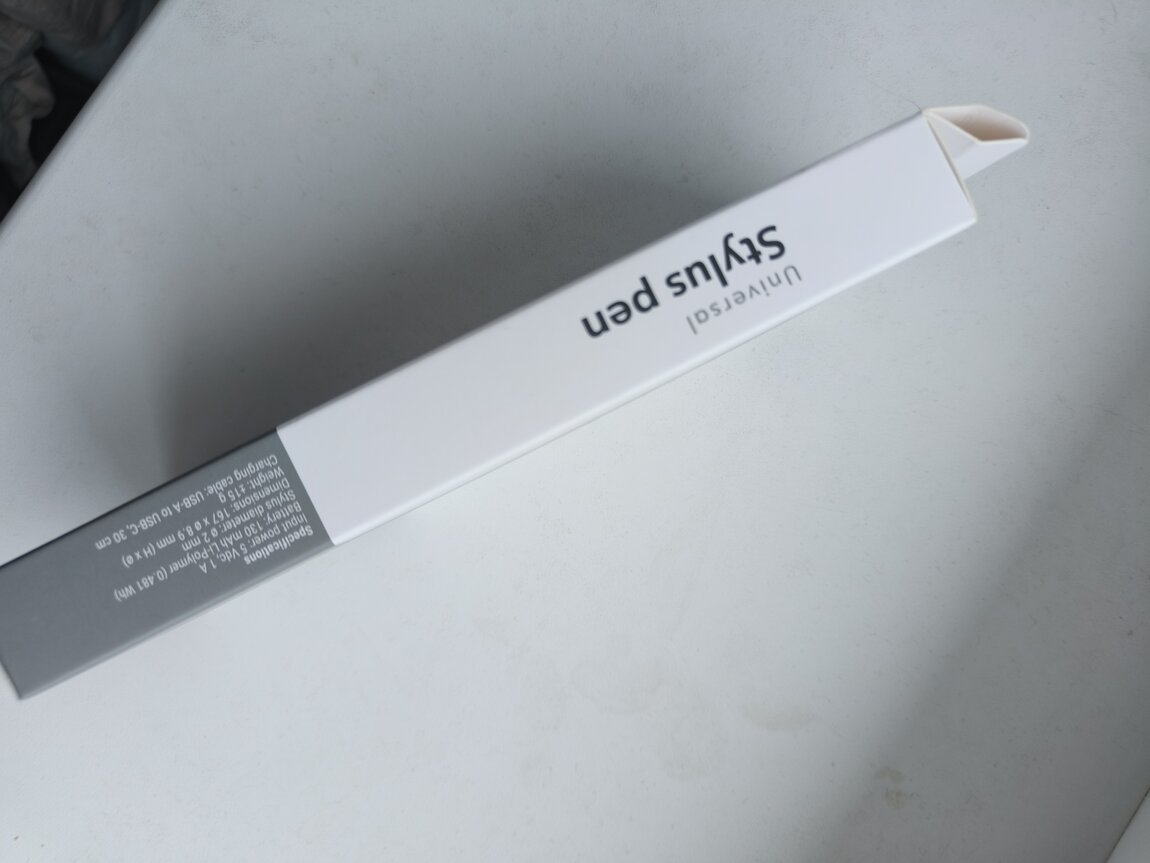 Universal
Stylus pen
Specifications
Input power: 5 Vdc, 1 A
Battery: 130 mAh Li-Polymer (0.481 Wh)
Stylus diameter: ø 2 mm
Dimensions: 167 x ø 8.9 mm (H x ø)
Weight: ±15 g
Charging cable: USB-A to USB-C, 30 cm